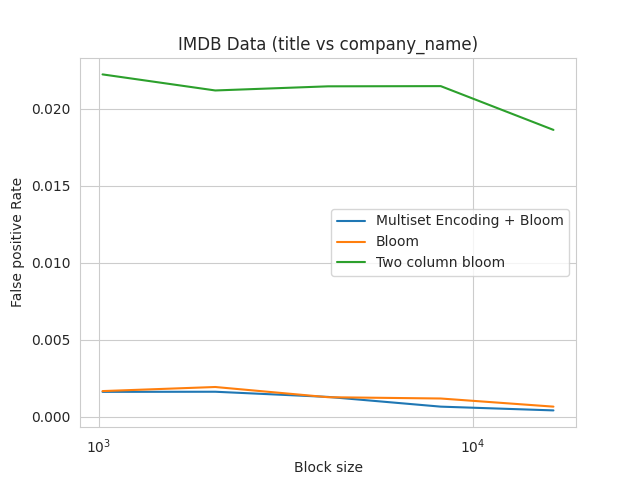 IMDB Data (title vs company_name)
False positive Rate
0.020
0.015
0.010
0.005
0.000
Multiset Encoding + Bloom
Bloom
Two column bloom
10³
10⁴
Block size